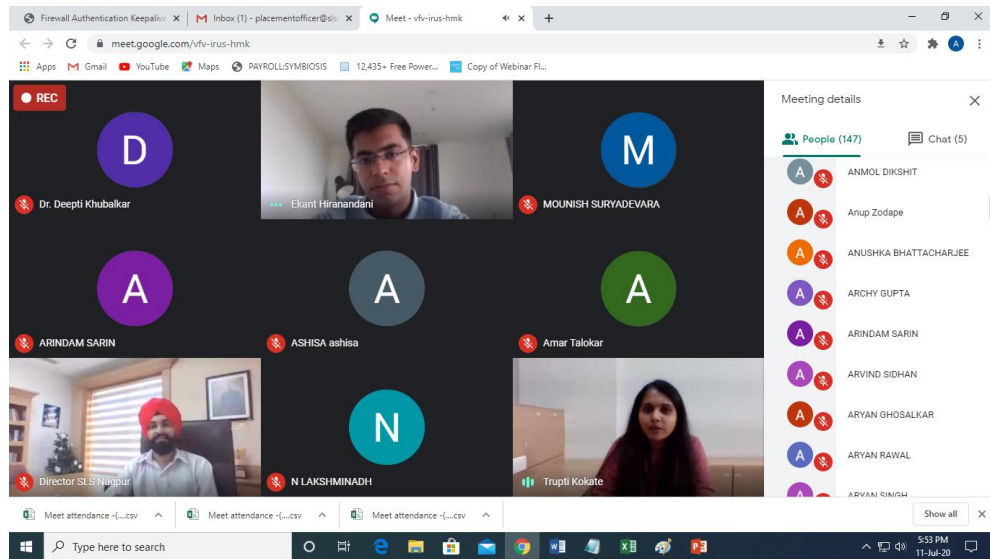 Firewall Authentication Keepaliv
Inbox (1) - placementofficer@sls
Meet - vfv-irus-hmk
meet.google.com/vfv-irus-hmk
Apps
Gmail
YouTube
Maps
PAYROLL:SYMBIOSIS
12,435+ Free Power...
Copy of Webinar Fl...
REC
D
Dr. Deepti Khubalkar
Ekant Hiranandani
M
MOUNISH SURYADEVARA
A
ARINDAM SARIN
A
ASHISA ashisa
A
Amar Talokar
Director SLS Nagpur
N
N LAKSHMINADH
Trupti Kokate
Meeting details
People (147)
Chat (5)
A ANMOL DIKSHIT
A Anup Zodape
A ANUSHKA BHATTACHARJEE
A ARCHY GUPTA
A ARINDAM SARIN
A ARVIND SIDHAN
A ARYAN GHOSALKAR
A ARYAN RAWAL
A ARYAN SINGH
Meet attendance -(....csv
Meet attendance -(....csv
Meet attendance -(....csv
Show all
Type here to search
5:53 PM
11-Jul-20